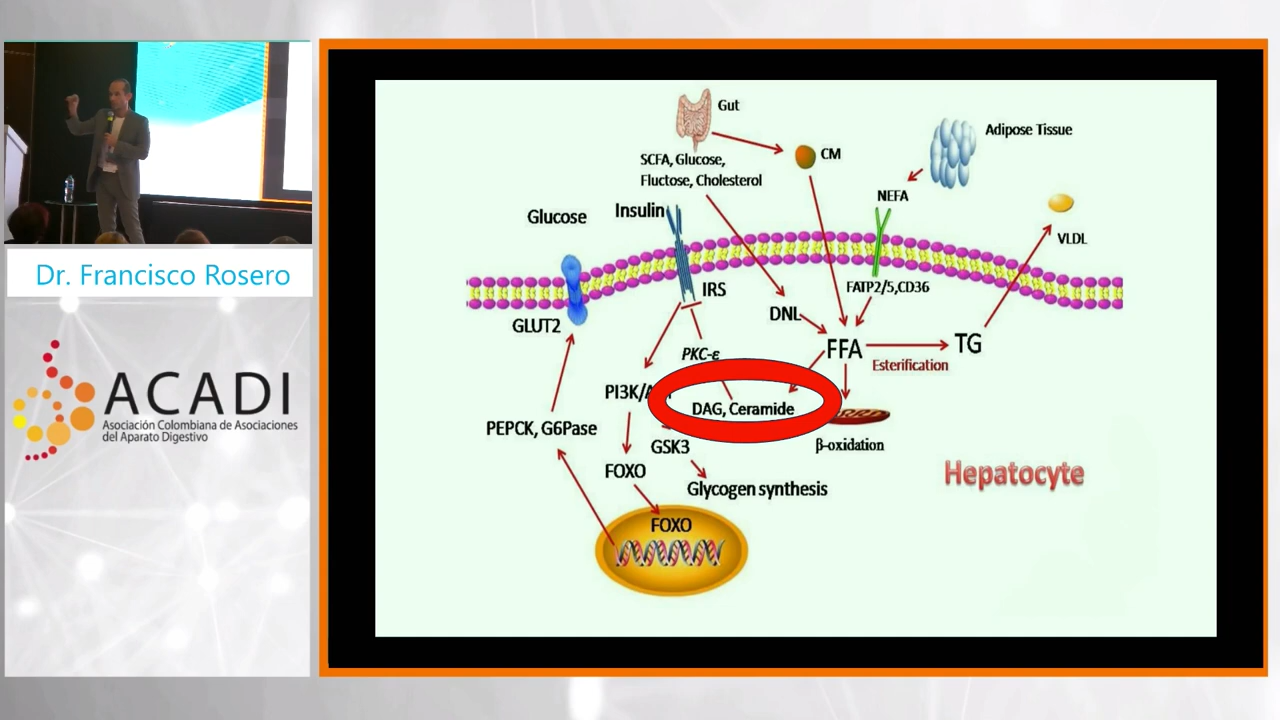 Dr. Francisco Rosero
ACADI
Asociación Colombiana de Asociaciones
del Aparato Digestivo
Gut
CM
SCFA, Glucose,
Fluctose, Cholesterol
Adipose Tissue
NEFA
Glucose
Insulin
VLDL
IRS
FATP2/5,CD36
GLUT2
DNL
FFA
TG
Esterification
PKC-ε
PI3K/A
DAG, Ceramide
PEPCK, G6Pase
GSK3
β-oxidation
FOXO
Glycogen synthesis
Hepatocyte
FOXO